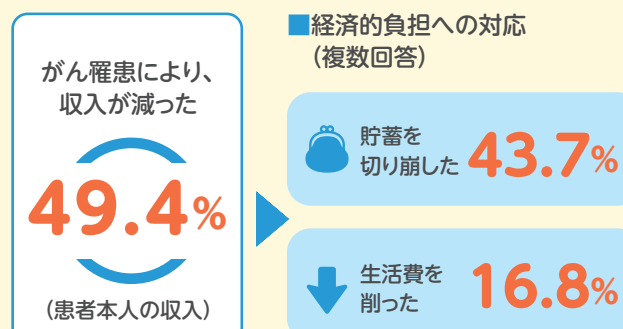 がん罹患により、
収入が減った
49.4%
(患者本人の収入)
■経済的負担への対応
(複数回答)
貯蓄を
切り崩した
43.7%
生活費を
削った
16.8%